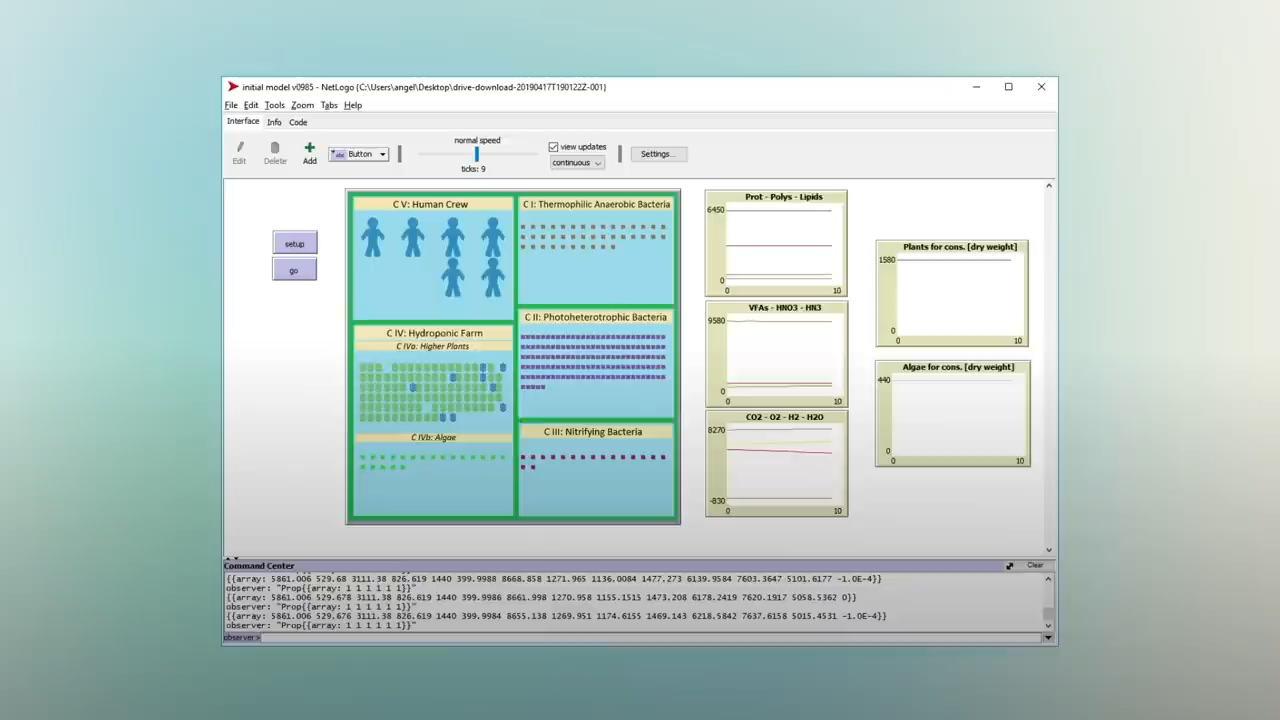 initial model v0985 - NetLogo {C:\Users\angel\Desktop\drive-download-20190417T190122Z-001}
File Edit Tools Zoom Tabs Help
Interface Info Code
Edit Delete Add
abc Button
normal speed
ticks: 9
view updates
continuous
Settings...
setup
go
C V: Human Crew
C I: Thermophilic Anaerobic Bacteria
C II: Photoheterotrophic Bacteria
C IV: Hydroponic Farm
C IVa: Higher Plants
C IVb: Algae
C III: Nitrifying Bacteria
Prot - Polys - Lipids
6450
0
0 10
VFAs - HNO3 - HN3
9580
0
0 10
CO2 - O2 - H2 - H2O
8270
-830
0 10
Plants for cons. [dry weight]
1580
0
0 10
Algae for cons. [dry weight]
440
0
0 10
Command Center
Clear
{{array: 5861.006 529.68 3111.38 826.619 1440 399.9988 8668.858 1271.965 1136.0084 1477.273 6139.9584 7603.3647 5101.6177 -1.0E-4}}
observer: "Prop{{array: 1 1 1 1 1 1}}"
{{array: 5861.006 529.678 3111.38 826.619 1440 399.9986 8661.998 1270.958 1155.1515 1473.208 6178.2419 7620.1917 5058.5362 0}}
observer: "Prop{{array: 1 1 1 1 1 1}}"
{{array: 5861.006 529.676 3111.38 826.619 1440 399.9984 8655.138 1269.951 1174.6155 1469.143 6218.5842 7637.6158 5015.4531 -1.0E-4}}
observer: "Prop{{array: 1 1 1 1 1 1}}"
observer>